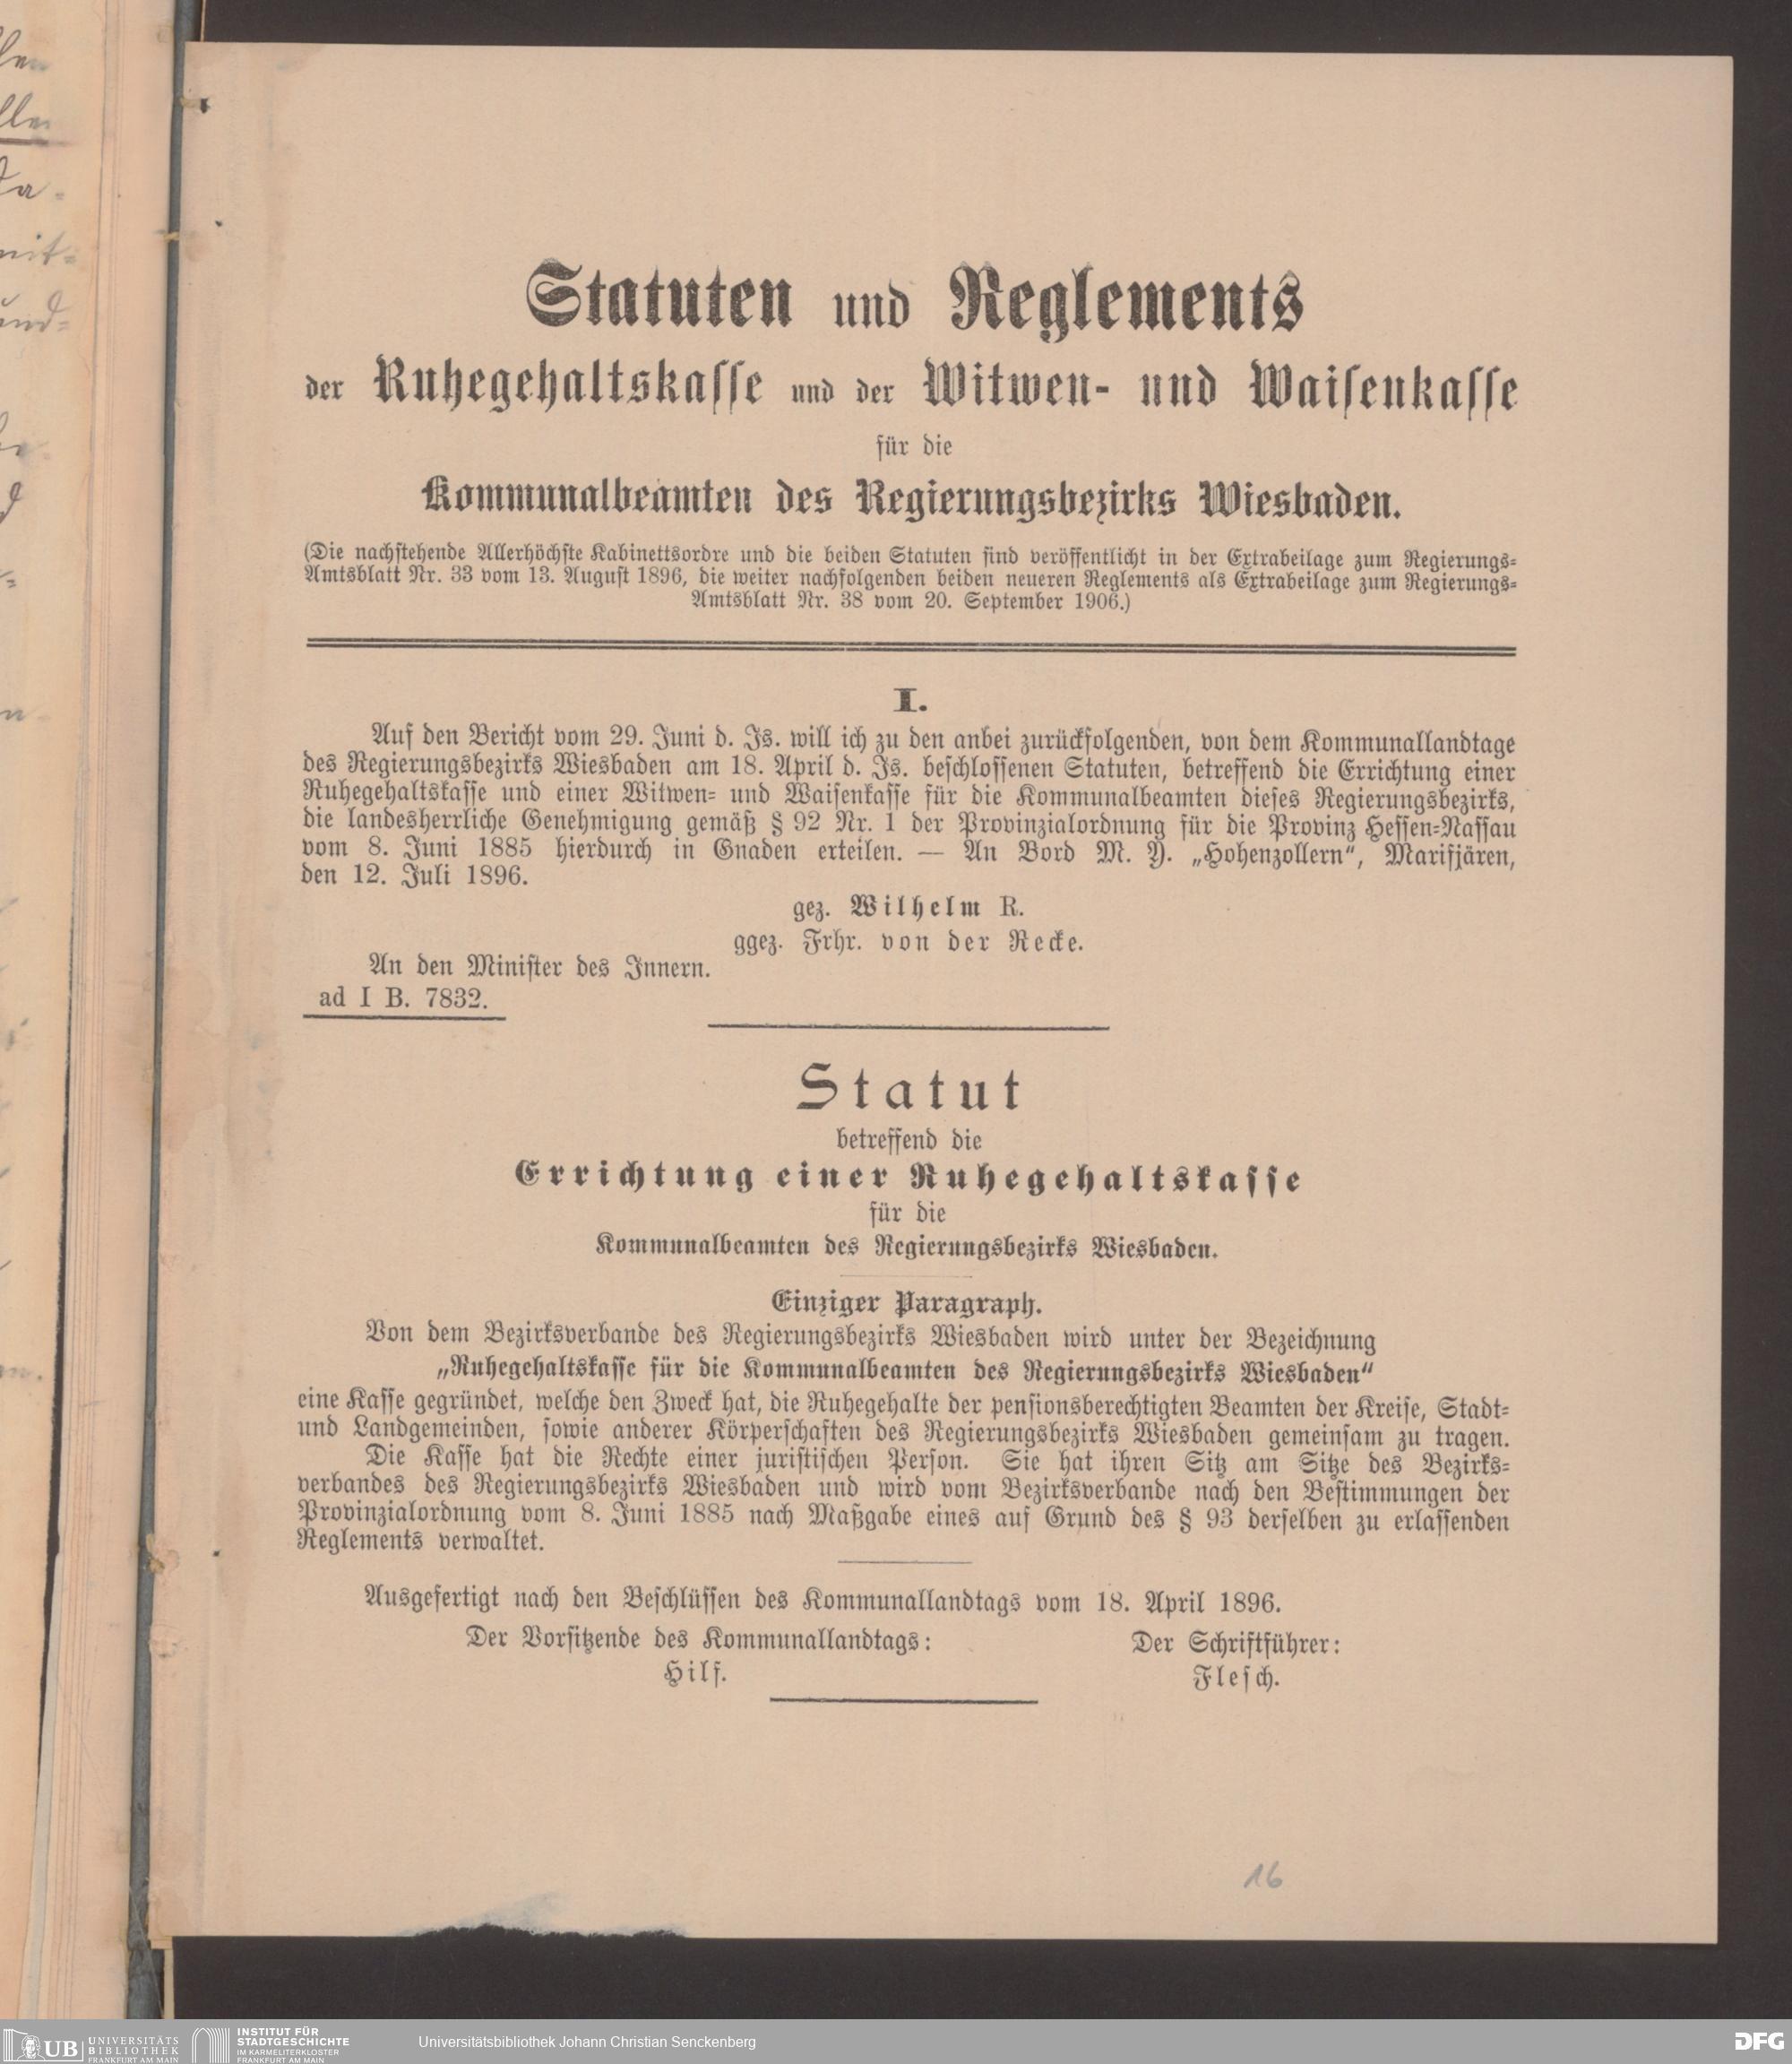 Statuten und Reglements
der Ruhegehaltskasse und der Witwen- und Waisenkasse
für die
Kommunalbeamten des Regierungsbezirks Wiesbaden.
(Die nachstehende Allerhöchste Kabinettsordre und die beiden Statuten sind veröffentlicht in der Extrabeilage zum Regierungs-
Amtsblatt Nr. 33 vom 13. August 1896, die weiter nachfolgenden beiden neueren Reglements als Extrabeilage zum Regierungs-
Amtsblatt Nr. 38 vom 20. September 1906.)
I.
Auf den Bericht vom 29. Juni d. Js. will ich zu den anbei zurückfolgenden, von dem Kommunallandtage
des Regierungsbezirks Wiesbaden am 18. April d. Js. beschlossenen Statuten, betreffend die Errichtung einer
Ruhegehaltskasse und einer Witwen- und Waisenkasse für die Kommunalbeamten dieses Regierungsbezirks,
die landesherrliche Genehmigung gemäß § 92 Nr. 1 der Provinzialordnung für die Provinz Hessen-Nassau
vom 8. Juni 1885 hierdurch in Gnaden erteilen. — An Bord M. Y. „Hohenzollern“, Marifjären,
den 12. Juli 1896.
gez. Wilhelm R.
ggez. Frhr. von der Recke.
An den Minister des Innern.
ad I B. 7832.
Statut
betreffend die
Errichtung einer Ruhegehaltskasse
für die
Kommunalbeamten des Regierungsbezirks Wiesbaden.
Einziger Paragraph.
Von dem Bezirksverbande des Regierungsbezirks Wiesbaden wird unter der Bezeichnung
„Ruhegehaltskasse für die Kommunalbeamten des Regierungsbezirks Wiesbaden“
eine Kasse gegründet, welche den Zweck hat, die Ruhegehalte der pensionsberechtigten Beamten der Kreise, Stadt-
und Landgemeinden, sowie anderer Körperschaften des Regierungsbezirks Wiesbaden gemeinsam zu tragen.
Die Kasse hat die Rechte einer juristischen Person. Sie hat ihren Sitz am Sitze des Bezirks-
verbandes des Regierungsbezirks Wiesbaden und wird vom Bezirksverbande nach den Bestimmungen der
Provinzialordnung vom 8. Juni 1885 nach Maßgabe eines auf Grund des § 93 derselben zu erlassenden
Reglements verwaltet.
Ausgefertigt nach den Beschlüssen des Kommunallandtags vom 18. April 1896.
Der Vorsitzende des Kommunallandtags: Der Schriftführer:
Hilf. Flesch.
16
UB UNIVERSITÄTS
BIBLIOTHEK
FRANKFURT AM MAIN
INSTITUT FÜR
STADTGESCHICHTE
IM KARMELITERKLOSTER
FRANKFURT AM MAIN
Universitätsbibliothek Johann Christian Senckenberg
DFG